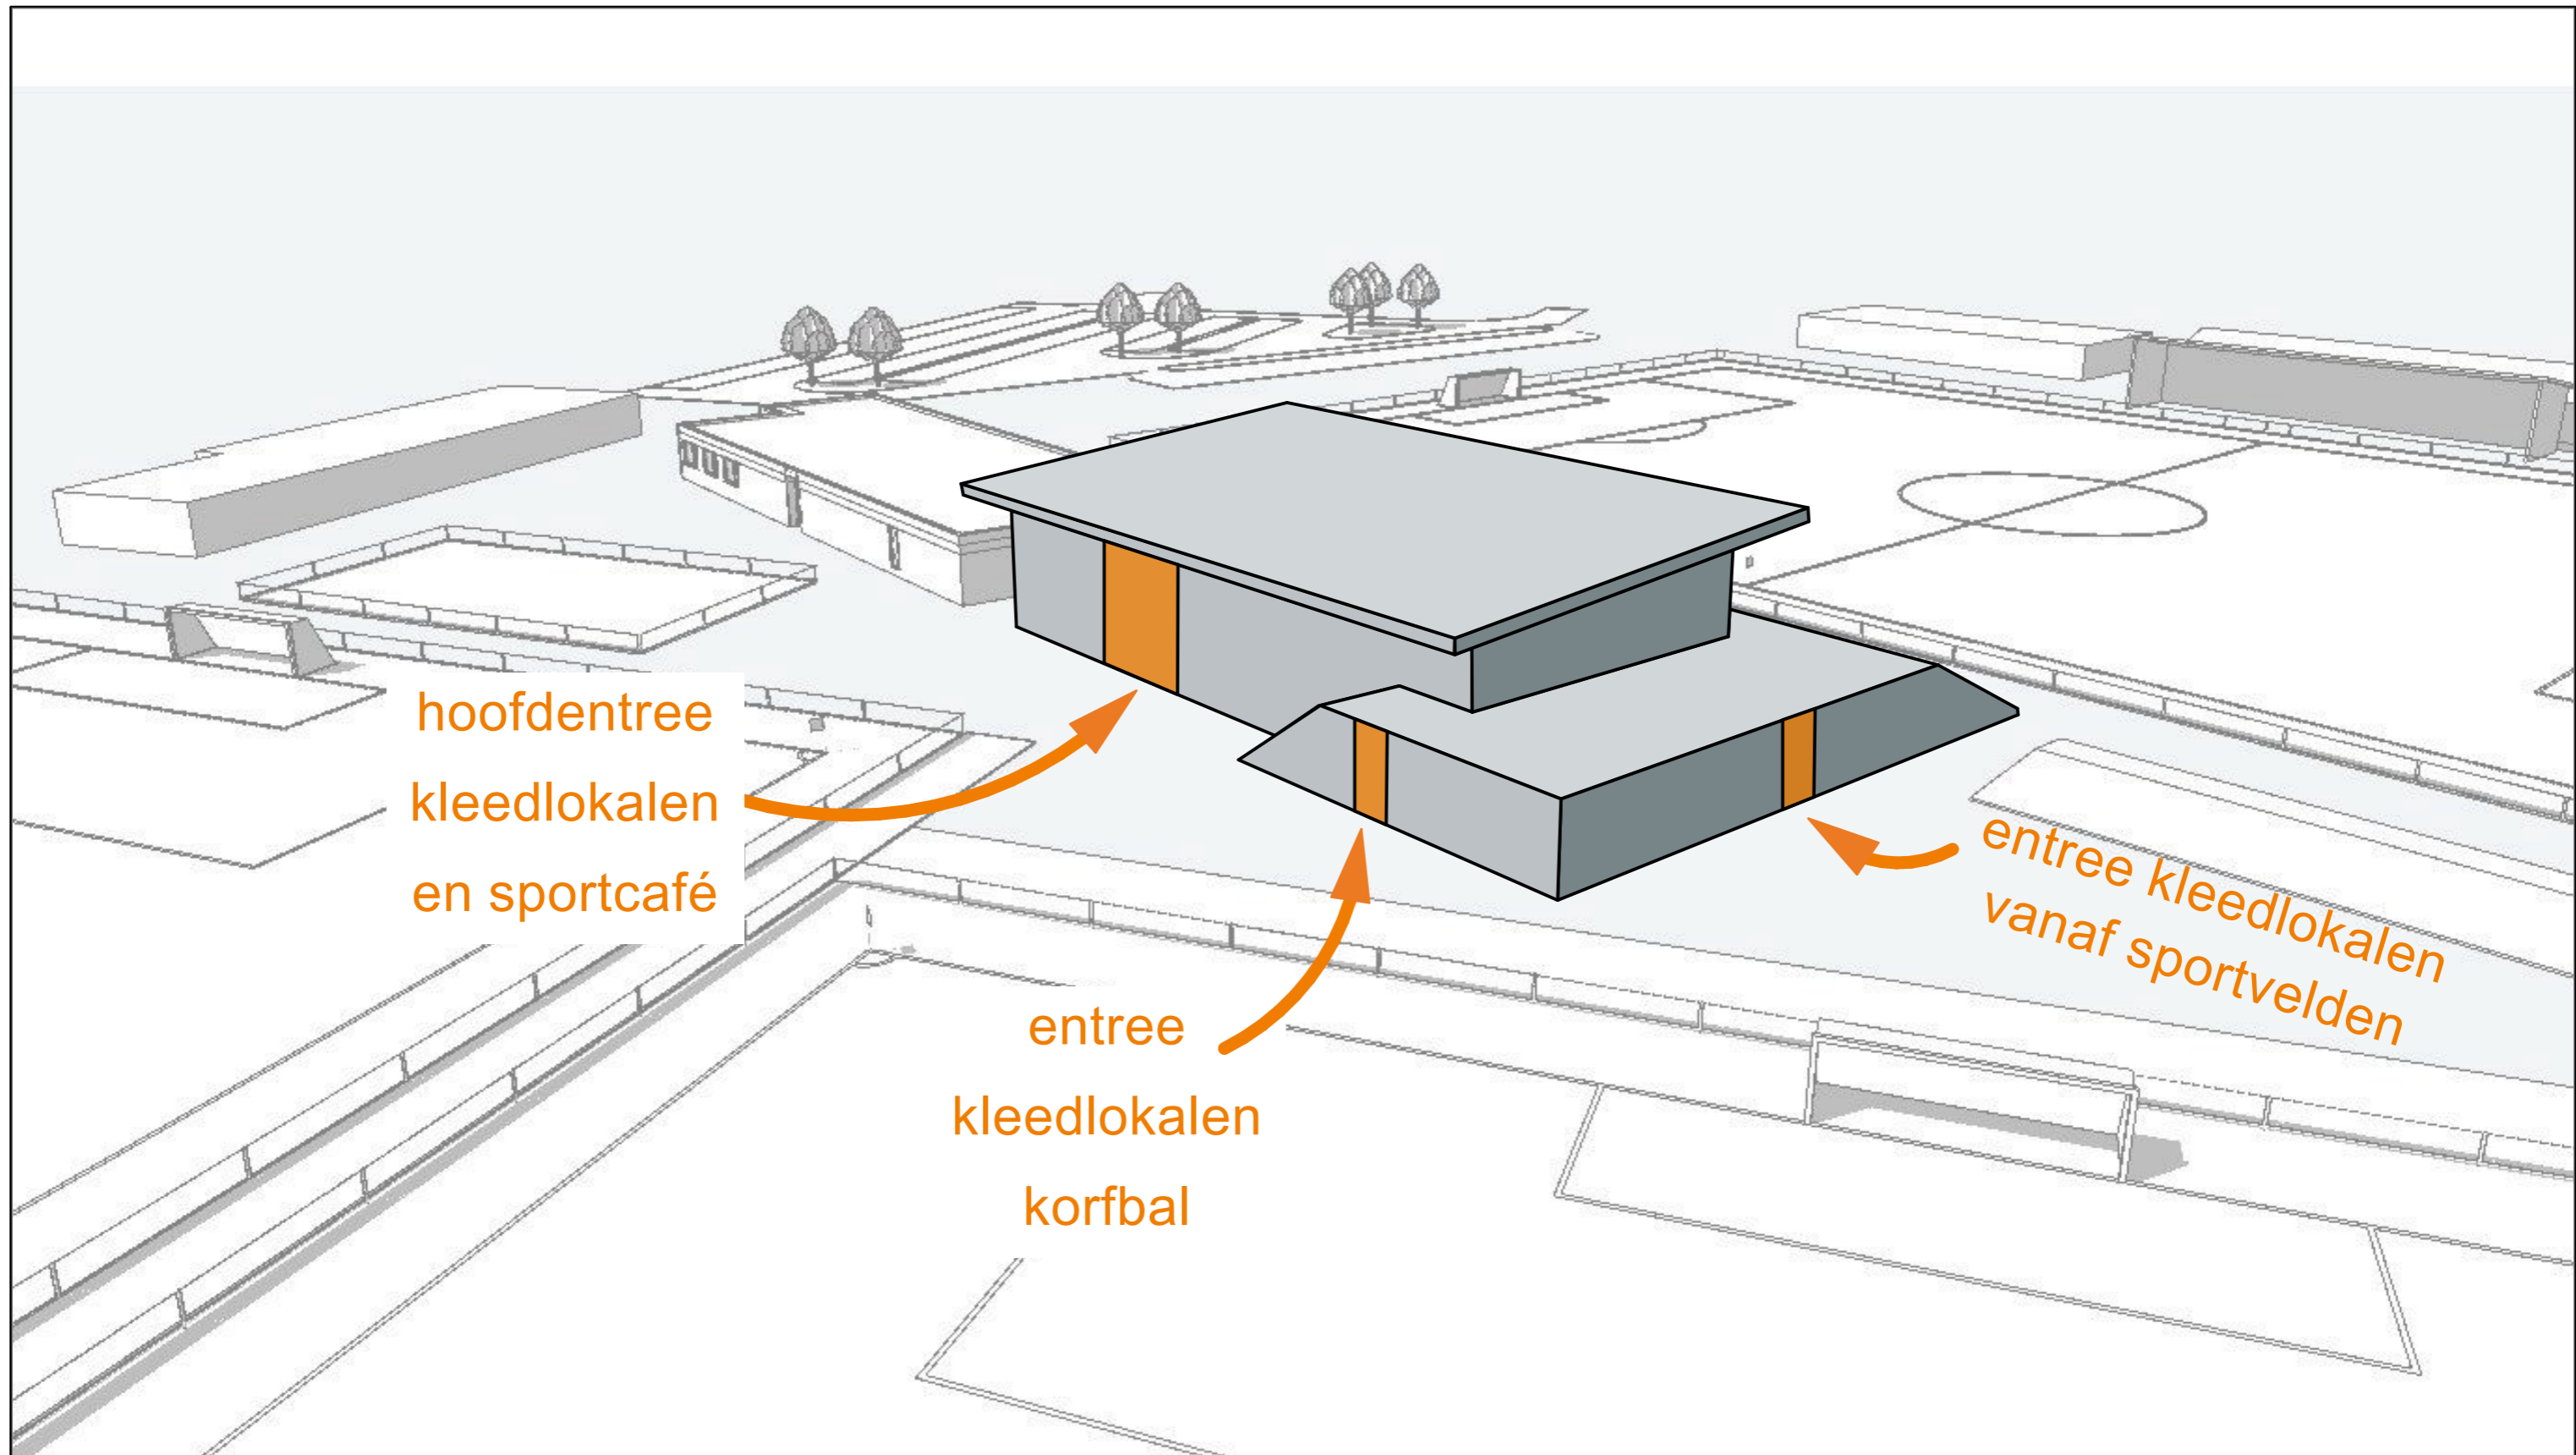 hoofdentree
kleedlokalen
en sportcafé
entree
kleedlokalen
korfbal
entree kleedlokalen
vanaf sportvelden